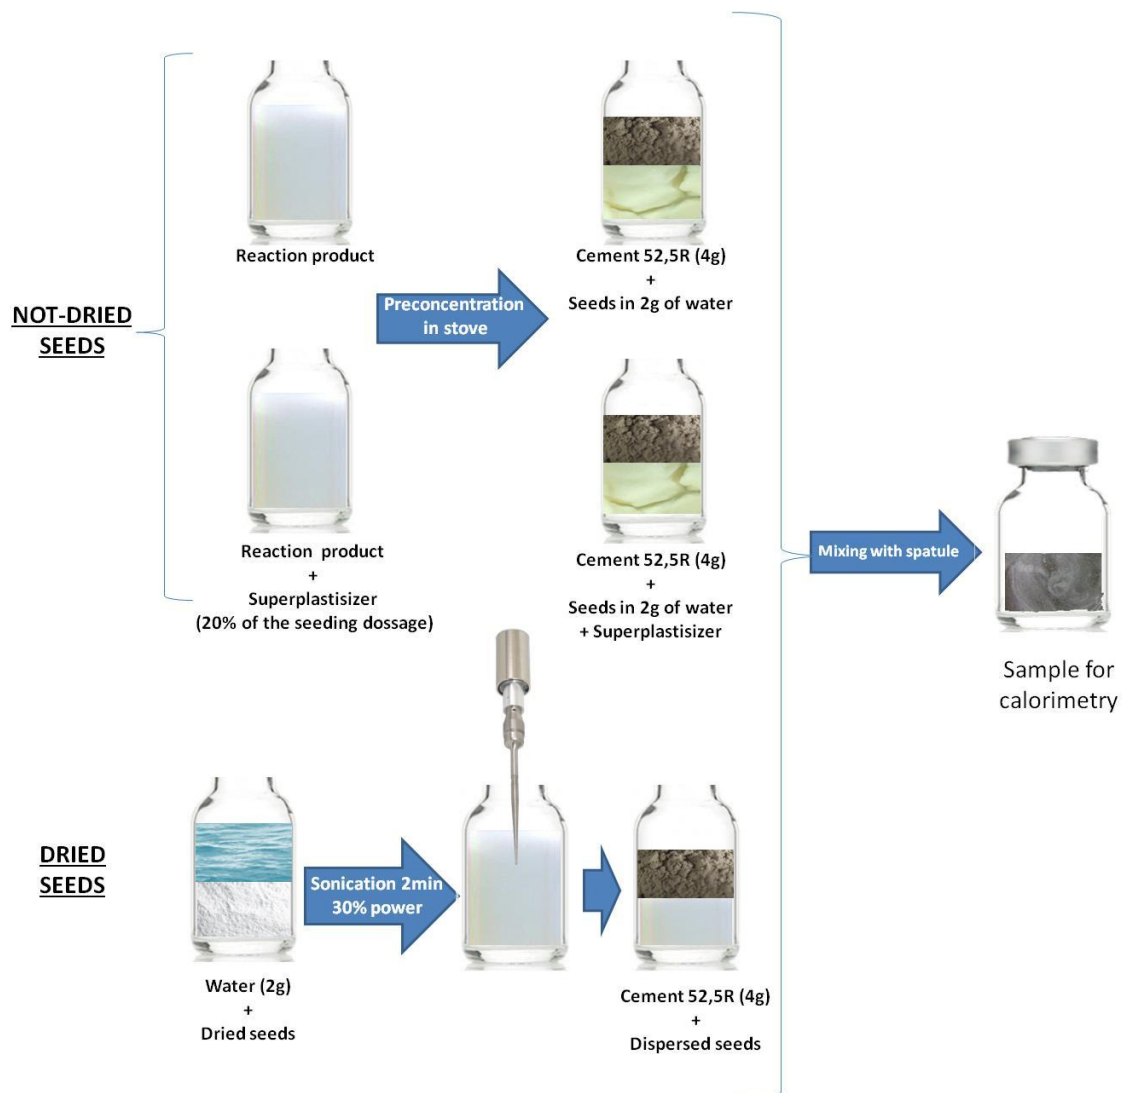 Reaction product
Cement 52,5R (4g)
+
Seeds in 2g of water
NOT-DRIED
SEEDS
Preconcentration
in stove
Reaction  product
+
Superplastisizer
(20% of the seeding dossage)
Cement 52,5R (4g)
+
Seeds in 2g of water
+ Superplastisizer
Mixing with spatule
Sample for
calorimetry
DRIED
SEEDS
Sonication 2min
30% power
Water (2g)
+
Dried seeds
Cement 52,5R (4g)
+
Dispersed seeds